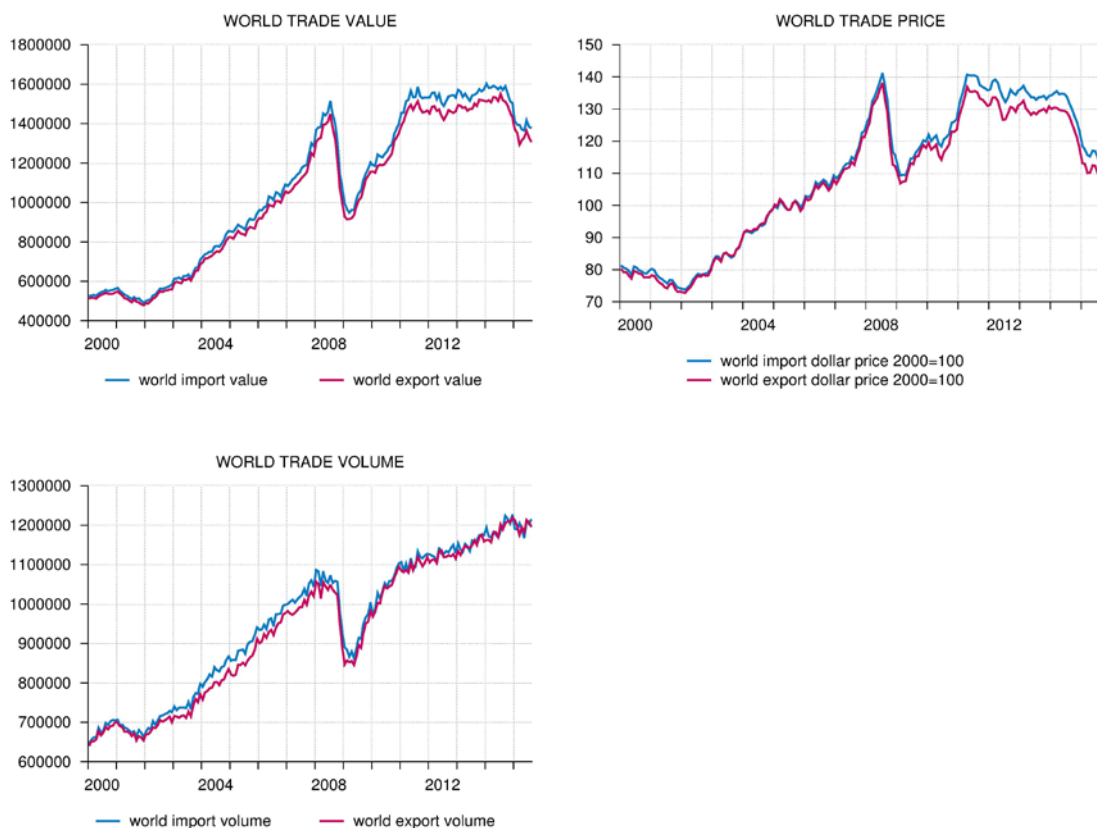 WORLD TRADE VALUE
1800000
1600000
1400000
1200000
1000000
800000
600000
400000
2000 2004 2008 2012
world import value world export value
WORLD TRADE PRICE
150
140
130
120
110
100
90
80
70
2000 2004 2008 2012
world import dollar price 2000=100
world export dollar price 2000=100
WORLD TRADE VOLUME
1300000
1200000
1100000
1000000
900000
800000
700000
600000
2000 2004 2008 2012
world import volume world export volume